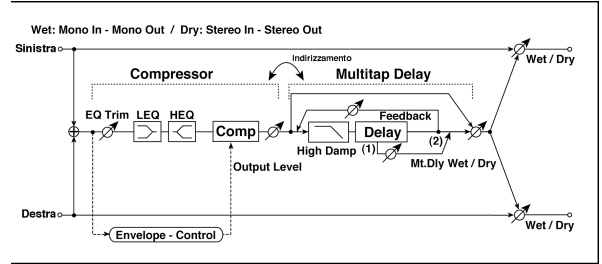 Wet: Mono In - Mono Out / Dry: Stereo In - Stereo Out
Sinistra
Wet / Dry
Indirizzamento
Compressor
Multitap Delay
EQ Trim
LEQ
HEQ
Feedback
Comp
Delay
High Damp
(1)
(2)
Mt.Dly Wet / Dry
Output Level
Destra
Wet / Dry
Envelope - Control